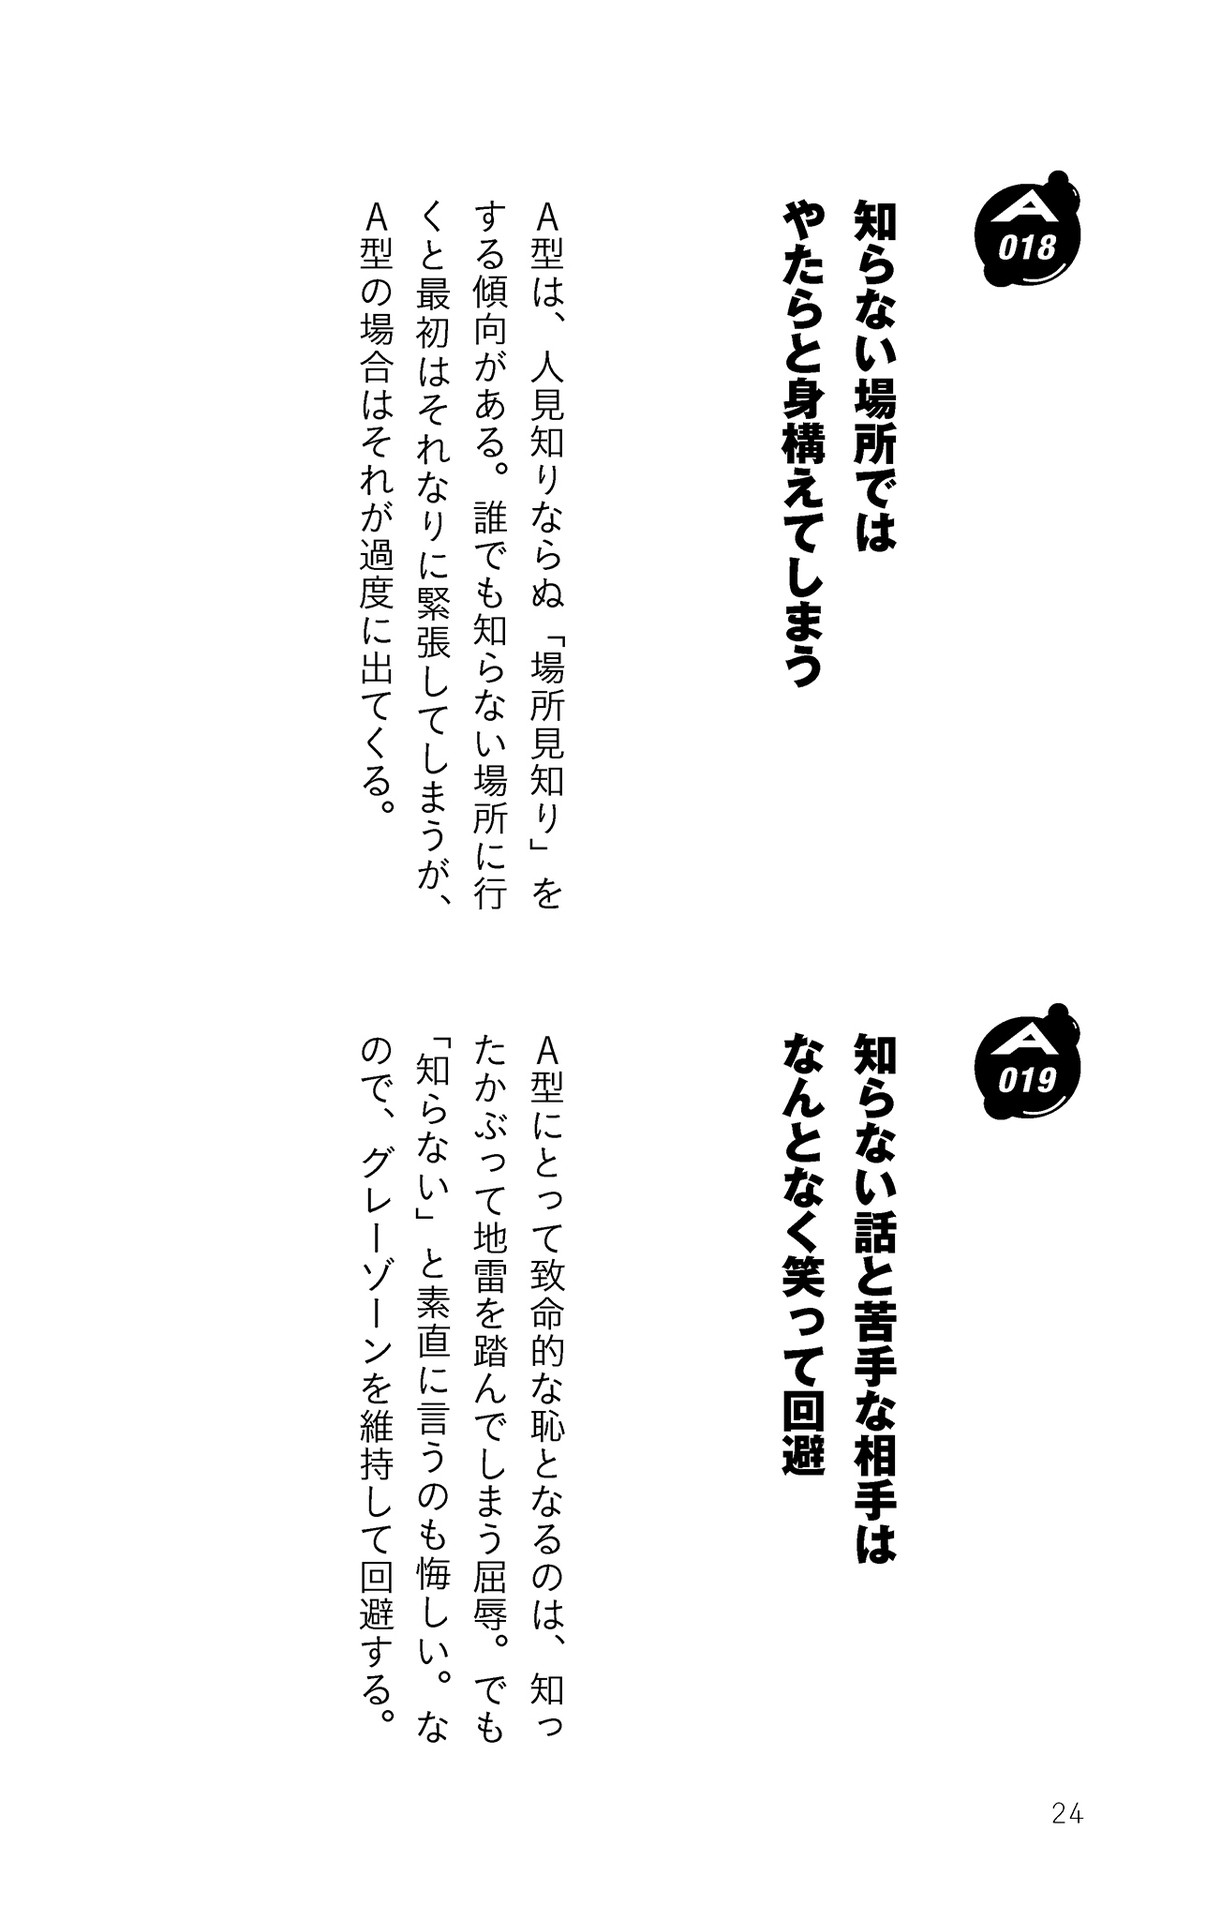 A
018
知らない場所では
やたらと身構えてしまう
A型は、人見知りならぬ「場所見知り」を
する傾向がある。誰でも知らない場所に行
くと最初はそれなりに緊張してしまうが、
A型の場合はそれが過度に出てくる。
A
019
知らない話と苦手な相手は
なんとなく笑って回避
A型にとって致命的な恥となるのは、知っ
たかぶって地雷を踏んでしまう屈辱。でも
「知らない」と素直に言うのも悔しい。な
ので、グレーゾーンを維持して回避する。
24